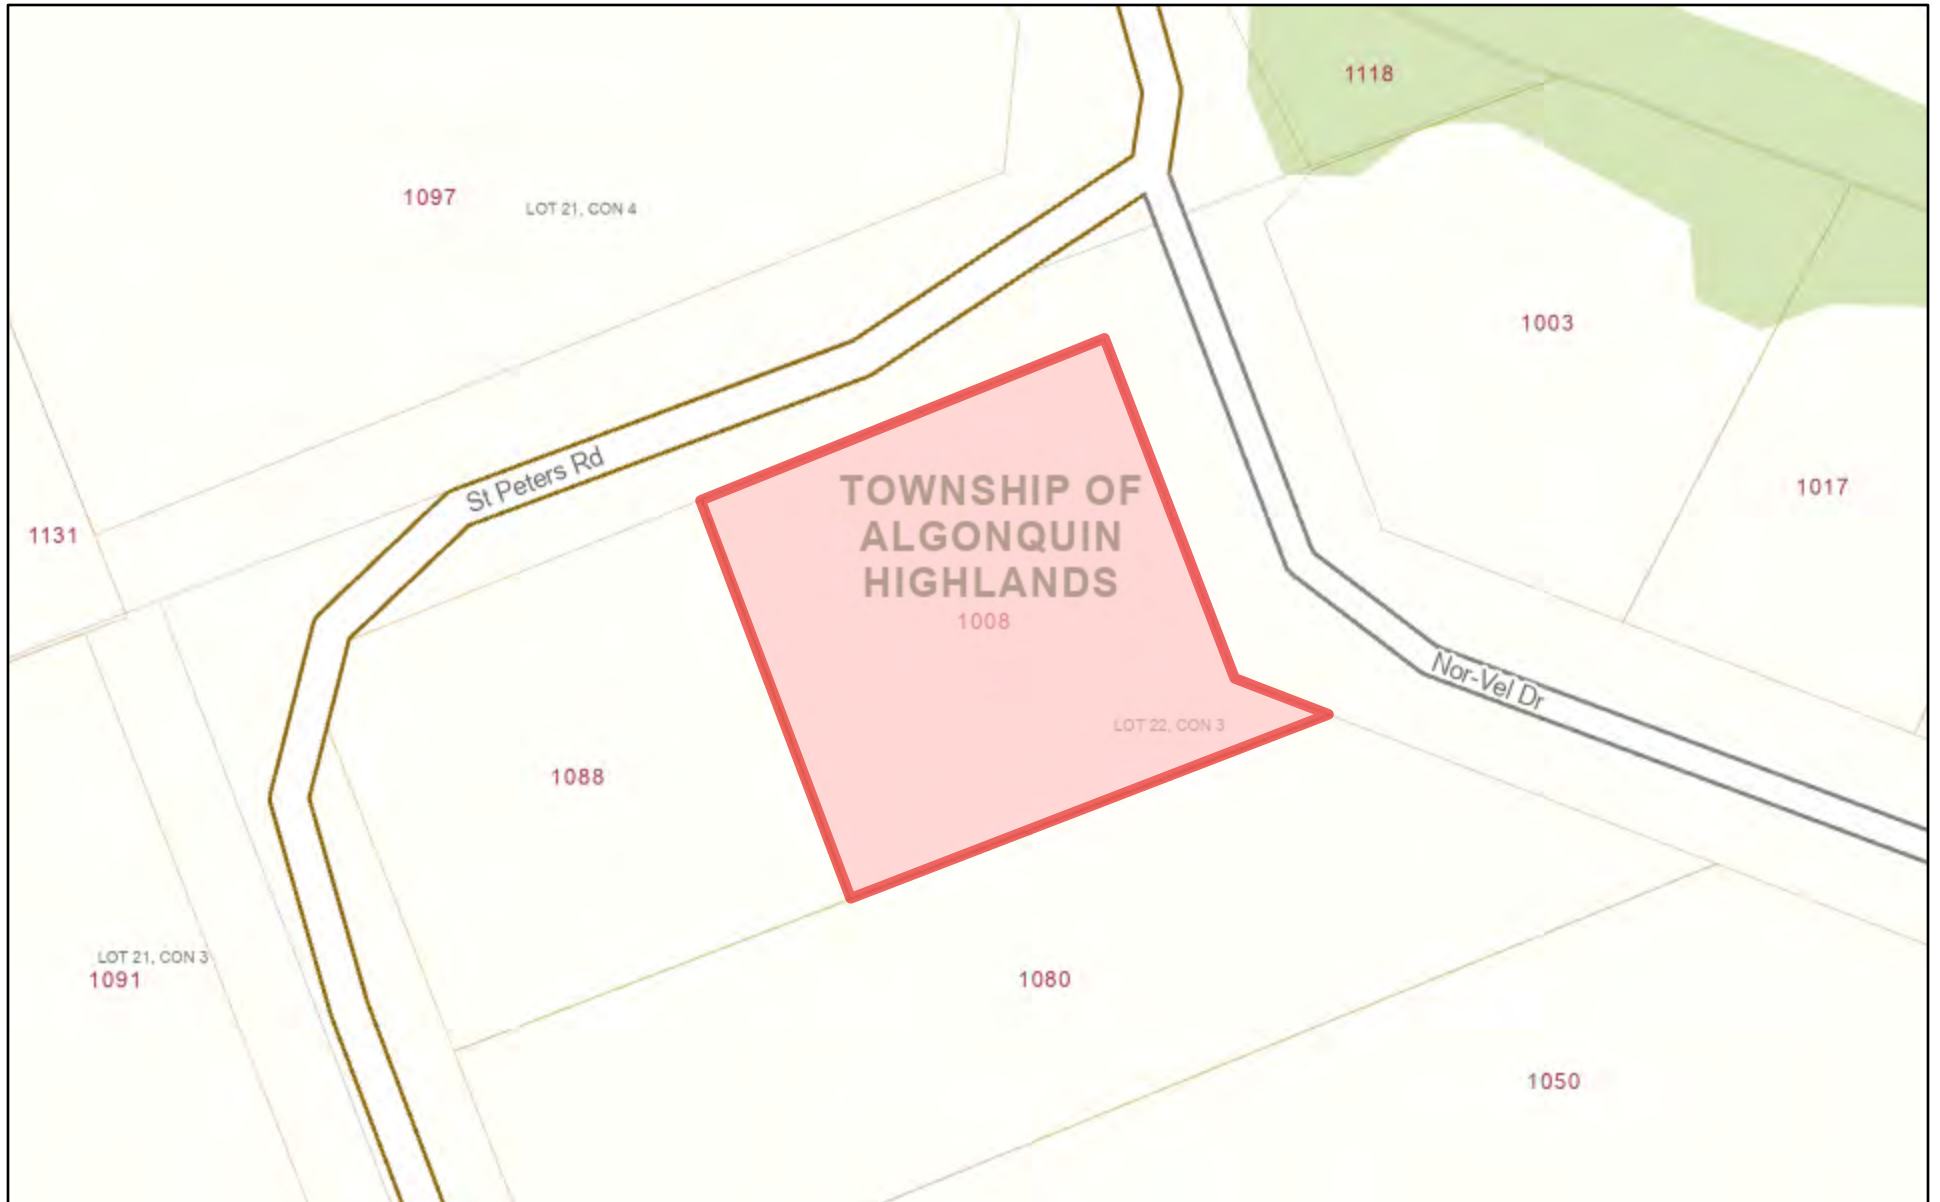 1118
1097
LOT 21, CON 4
1003
St Peters Rd
TOWNSHIP OF
ALGONQUIN
HIGHLANDS
1017
1131
1008
Nor-Vel Dr
LOT 22, CON 3
1088
LOT 21, CON 3
1091
1080
1050